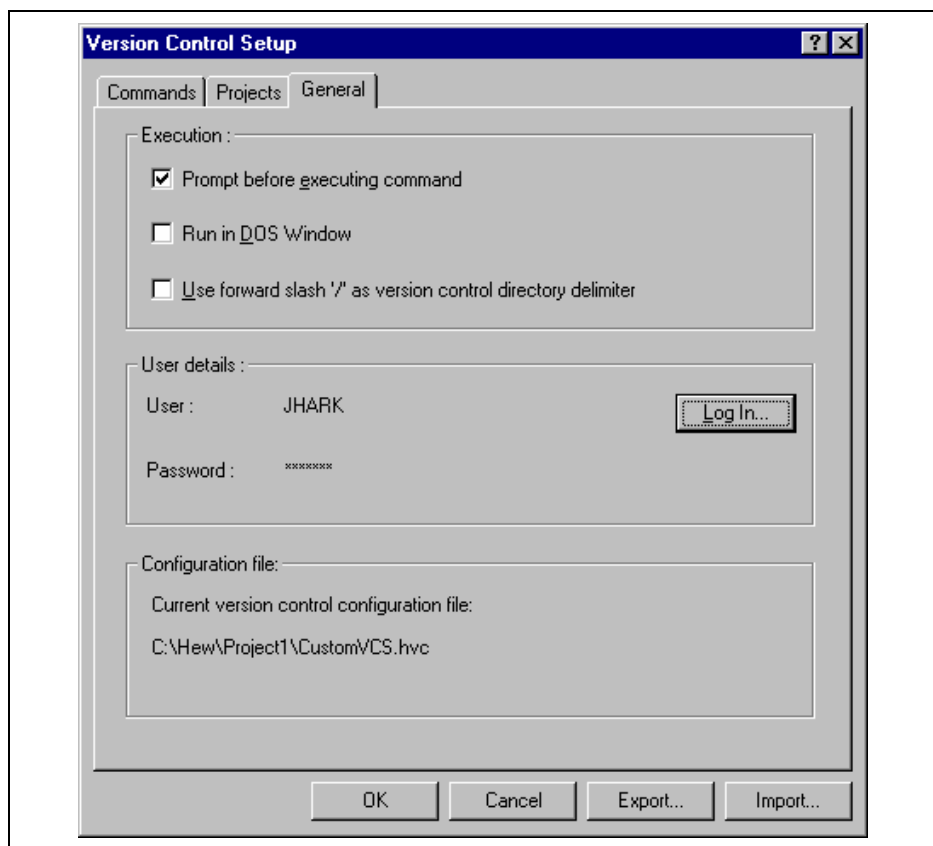 Version Control Setup
Commands Projects General
Execution :
Prompt before executing command
Run in DOS Window
Use forward slash '/' as version control directory delimiter
User details :
User : JHARK Log In...
Password : *******
Configuration file:
Current version control configuration file:
C:\Hew\Project1\CustomVCS.hvc
OK Cancel Export... Import...